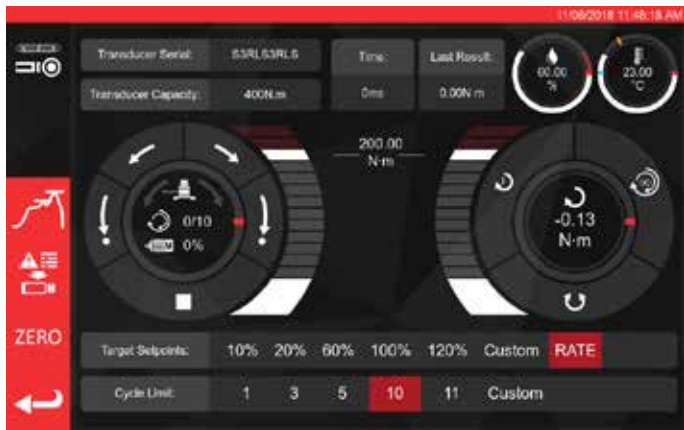 11/08/2018 11:48:18 AM
Transducer Serial: S3RLS3RLS
Time:
Last Result:
Transducer Capacity: 400N.m
0ms
0.00N m
60.00
%
23.00
°C
200.00
N·m
0/10
0%
-0.13
N·m
ZERO
Target Setpoints: 10% 20% 60% 100% 120% Custom RATE
Cycle Limit: 1 3 5 10 11 Custom